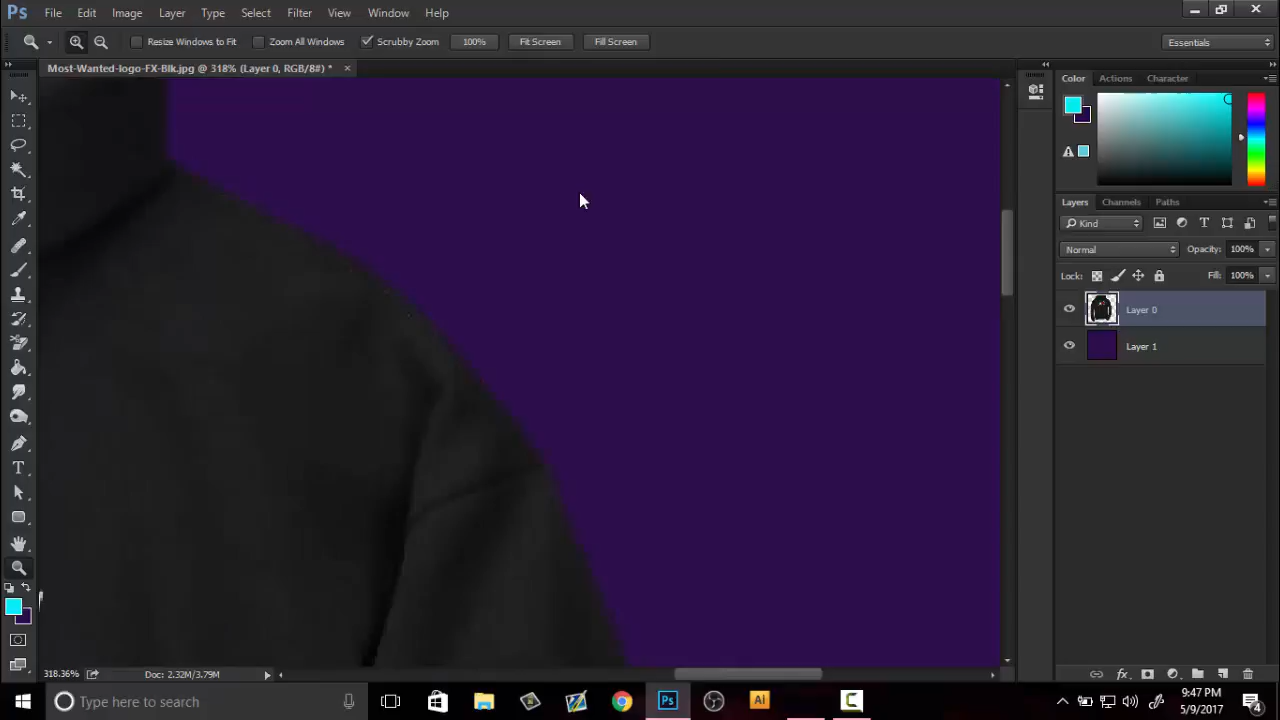 Ps File Edit Image Layer Type Select Filter View Window Help
Resize Windows to Fit Zoom All Windows Scrubby Zoom 100% Fit Screen Fill Screen Essentials
Most-Wanted-logo-FX-Blk.jpg @ 318% (Layer 0, RGB/8#) * ×
Color Actions Character
Layers Channels Paths
Kind
Normal Opacity: 100%
Lock: Fill: 100%
Layer 0
Layer 1
318.36% Doc: 2.32M/3.79M
Type here to search
Ps Ai
9:47 PM
5/9/2017
4